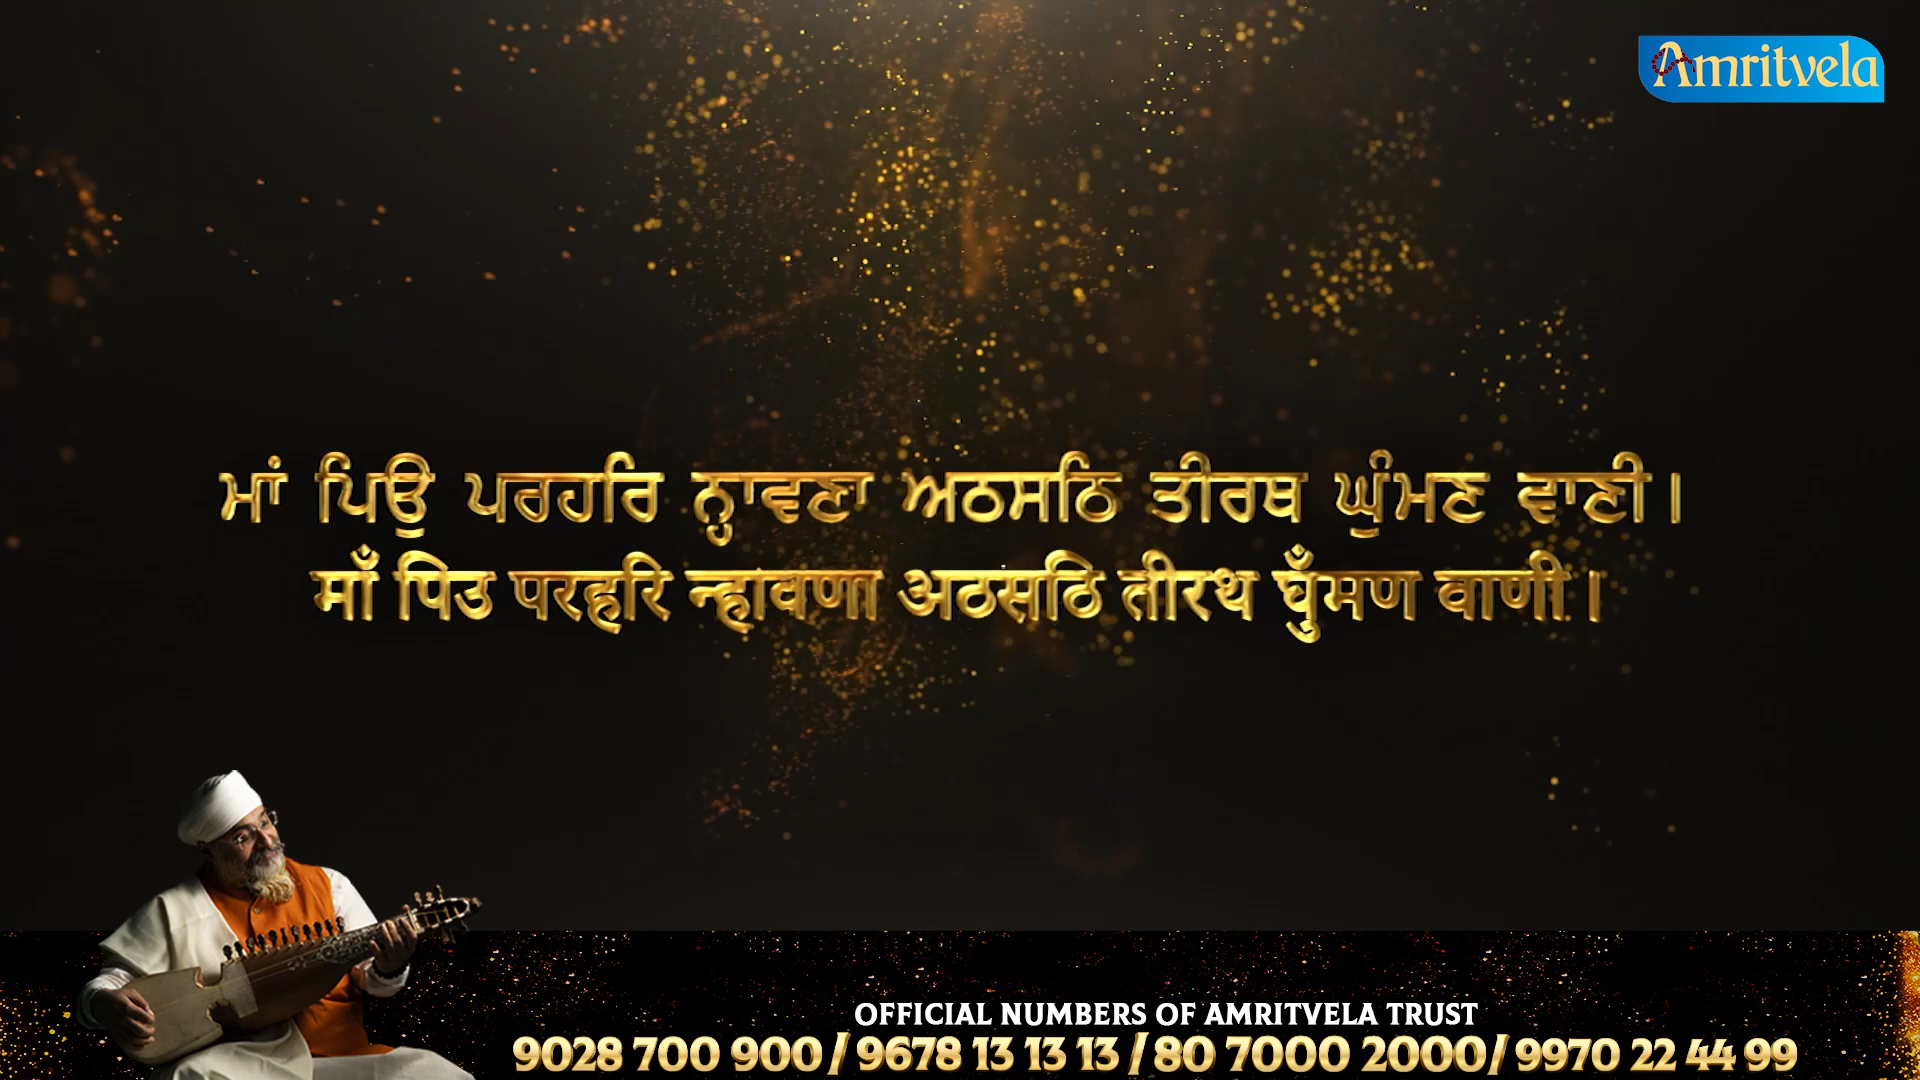 Amritvela
ਮਾਂ ਪਿਉ ਪਰਹਰਿ ਨ੍ਹਾਵਣਾ ਅਠਸਠਿ ਤੀਰਥ ਘੁੰਮਣ ਵਾਣੀ।
माँ पिउ परहरि न्हावणा अठसठि तीरथ घुँमण वाणी।
OFFICIAL NUMBERS OF AMRITVELA TRUST
9028 700 900 / 9678 13 13 13 / 80 7000 2000 / 9970 22 44 99